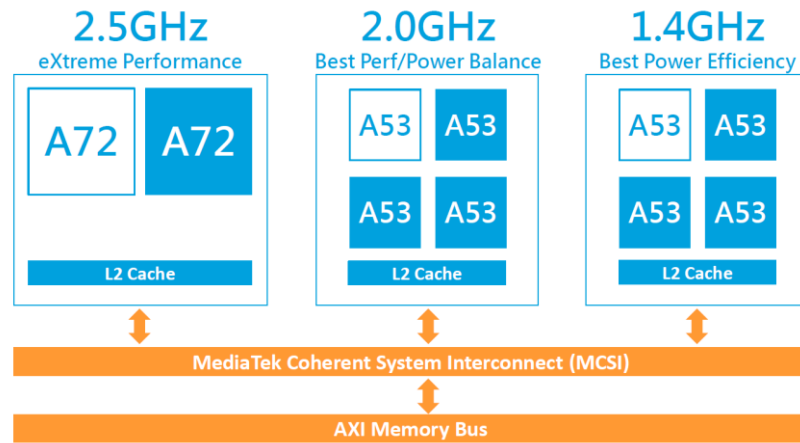 2.5GHz
eXtreme Performance
A72
A72
L2 Cache
2.0GHz
Best Perf/Power Balance
A53
A53
A53
A53
L2 Cache
1.4GHz
Best Power Efficiency
A53
A53
A53
A53
L2 Cache
MediaTek Coherent System Interconnect (MCSI)
AXI Memory Bus